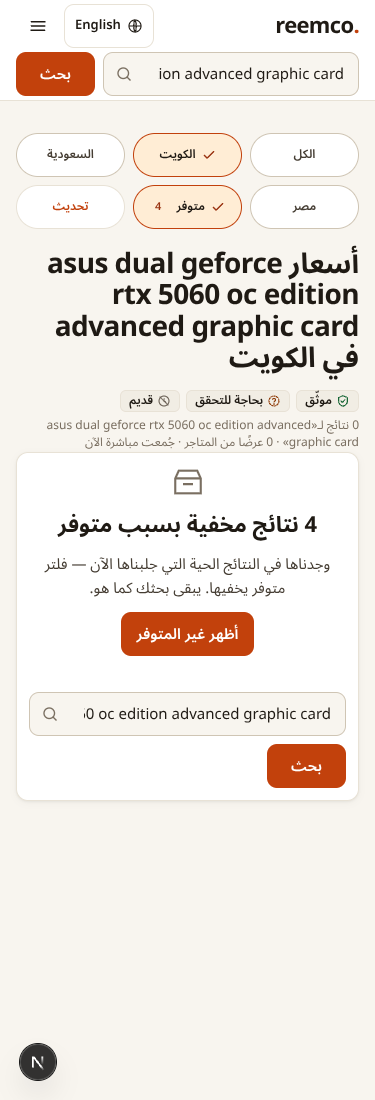 reemco.
English
ion advanced graphic card
بحث
الكل
الكويت
السعودية
مصر
متوفر 4
تحديث
أسعار asus dual geforce
rtx 5060 oc edition
advanced graphic card
في الكويت
موثّق
بحاجة للتحقق
قديم
0 نتائج لـ«asus dual geforce rtx 5060 oc edition advanced
graphic card» · 0 عرضًا من المتاجر · جُمعت مباشرة الآن
4 نتائج مخفية بسبب متوفر
وجدناها في النتائج الحية التي جلبناها الآن — فلتر
متوفر يخفيها. يبقى بحثك كما هو.
أظهر غير المتوفر
60 oc edition advanced graphic card
بحث
N